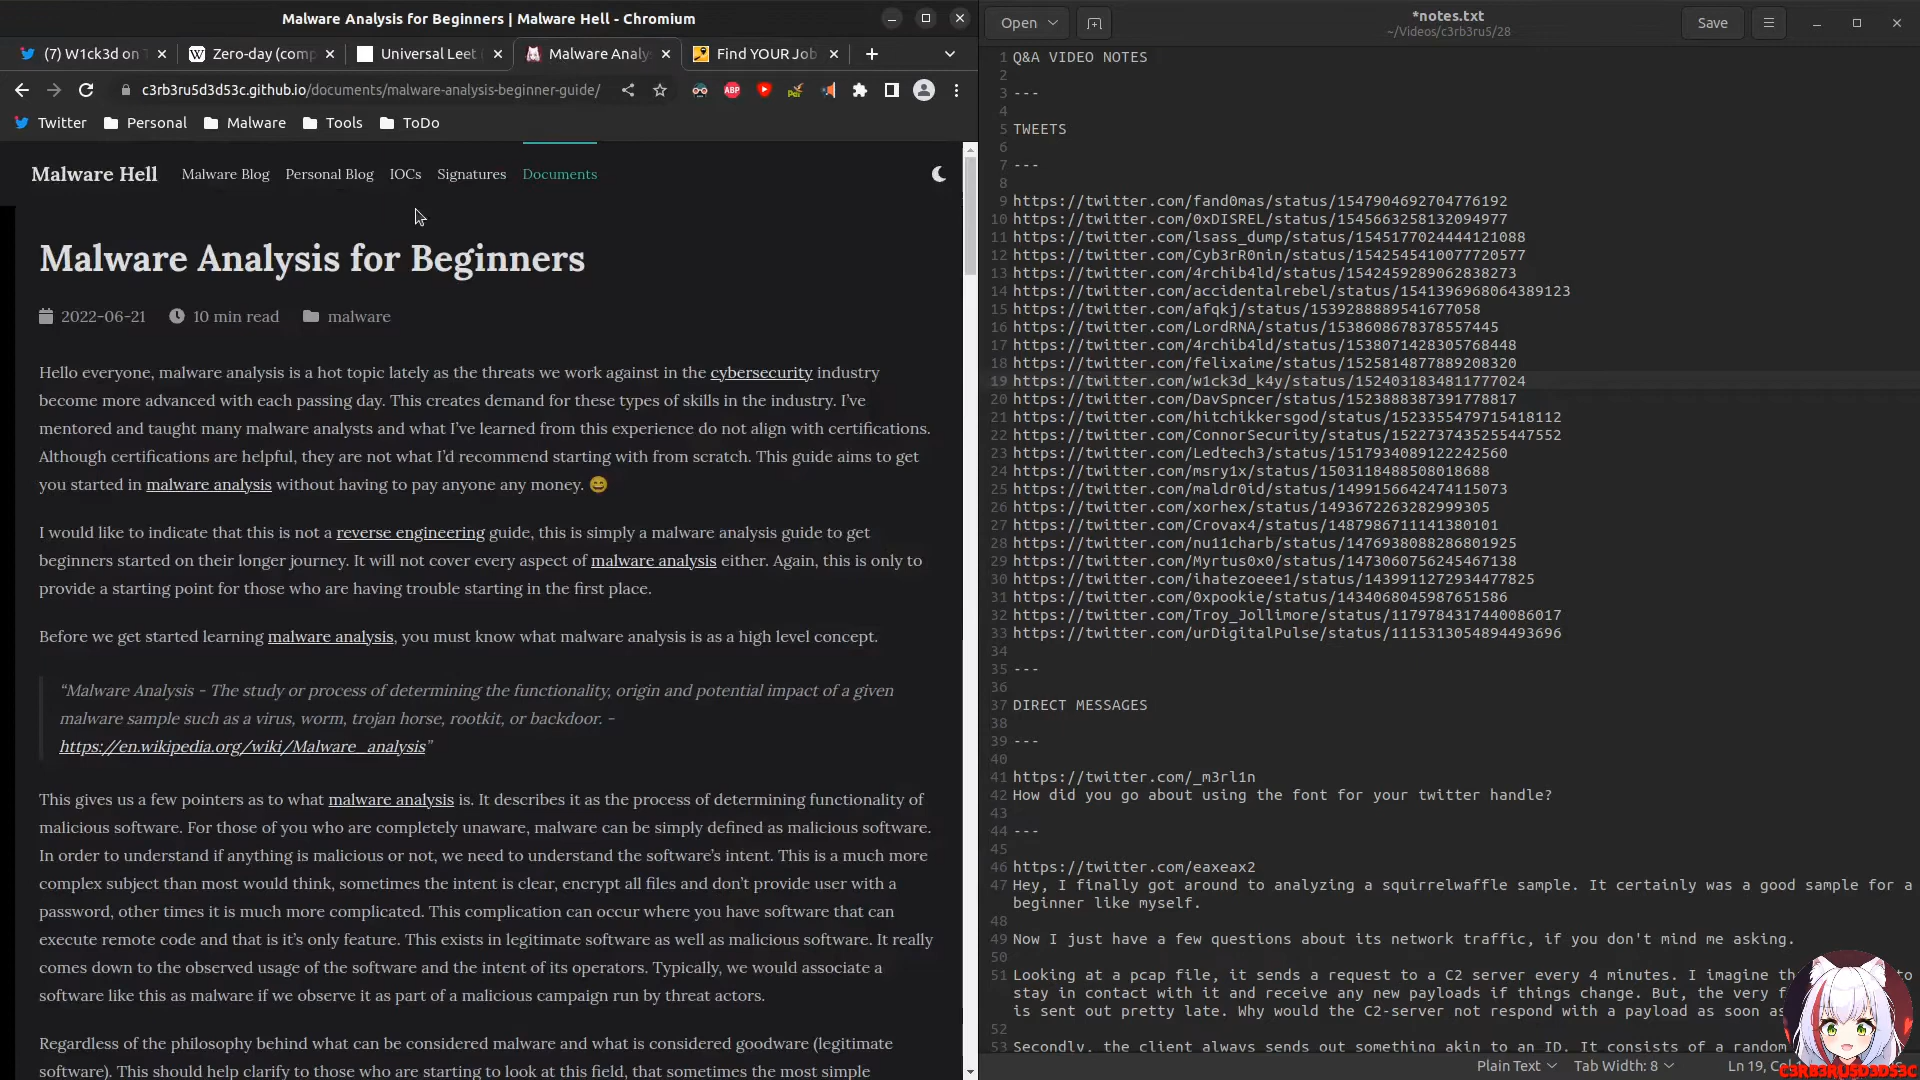 Malware Analysis for Beginners | Malware Hell - Chromium
(7) W1ck3d on T
Zero-day (comp
Universal Leet (
Malware Analy
Find YOUR Job
c3rb3ru5d3d53c.github.io/documents/malware-analysis-beginner-guide/
ABP
Twitter
Personal
Malware
Tools
ToDo
Malware Hell
Malware Blog
Personal Blog
IOCs
Signatures
Documents
Malware Analysis for Beginners
2022-06-21
10 min read
malware
Hello everyone, malware analysis is a hot topic lately as the threats we work against in the cybersecurity industry
become more advanced with each passing day. This creates demand for these types of skills in the industry. I've
mentored and taught many malware analysts and what I've learned from this experience do not align with certifications.
Although certifications are helpful, they are not what I'd recommend starting with from scratch. This guide aims to get
you started in malware analysis without having to pay anyone any money. 😄
I would like to indicate that this is not a reverse engineering guide, this is simply a malware analysis guide to get
beginners started on their longer journey. It will not cover every aspect of malware analysis either. Again, this is only to
provide a starting point for those who are having trouble starting in the first place.
Before we get started learning malware analysis, you must know what malware analysis is as a high level concept.
“Malware Analysis - The study or process of determining the functionality, origin and potential impact of a given
malware sample such as a virus, worm, trojan horse, rootkit, or backdoor. -
https://en.wikipedia.org/wiki/Malware_analysis”
This gives us a few pointers as to what malware analysis is. It describes it as the process of determining functionality of
malicious software. For those of you who are completely unaware, malware can be simply defined as malicious software.
In order to understand if anything is malicious or not, we need to understand the software's intent. This is a much more
complex subject than most would think, sometimes the intent is clear, encrypt all files and don't provide user with a
password, other times it is much more complicated. This complication can occur where you have software that can
execute remote code and that is it's only feature. This exists in legitimate software as well as malicious software. It really
comes down to the observed usage of the software and the intent of its operators. Typically, we would associate a
software like this as malware if we observe it as part of a malicious campaign run by threat actors.
Regardless of the philosophy behind what can be considered malware and what is considered goodware (legitimate
software). This should help clarify to those who are starting to look at this field, that sometimes the most simple
Open
*notes.txt
~/Videos/c3rb3ru5/28
Save
1 Q&A VIDEO NOTES
2
3 ---
4
5 TWEETS
6
7 ---
8
9 https://twitter.com/fand0mas/status/1547904692704776192
10 https://twitter.com/0xDISREL/status/1545663258132094977
11 https://twitter.com/lsass_dump/status/1545177024444121088
12 https://twitter.com/Cyb3rR0nin/status/1542545410077720577
13 https://twitter.com/4rchib4ld/status/1542459289062838273
14 https://twitter.com/accidentalrebel/status/1541396968064389123
15 https://twitter.com/afqkj/status/1539288889541677058
16 https://twitter.com/LordRNA/status/1538608678378557445
17 https://twitter.com/4rchib4ld/status/1538071428305768448
18 https://twitter.com/felixaime/status/1525814877889208320
19 https://twitter.com/w1ck3d_k4y/status/1524031834811777024
20 https://twitter.com/DavSpncer/status/1523888387391778817
21 https://twitter.com/hitchikkersgod/status/1523355479715418112
22 https://twitter.com/ConnorSecurity/status/1522737435255447552
23 https://twitter.com/Ledtech3/status/1517934089122242560
24 https://twitter.com/msry1x/status/1503118488508018688
25 https://twitter.com/maldr0id/status/1499156642474115073
26 https://twitter.com/xorhex/status/1493672263282999305
27 https://twitter.com/Crovax4/status/1487986711141380101
28 https://twitter.com/nu11charb/status/1476938088286801925
29 https://twitter.com/Myrtus0x0/status/1473060756245467138
30 https://twitter.com/ihatezoeee1/status/1439911272934477825
31 https://twitter.com/0xpookie/status/1434068045987651586
32 https://twitter.com/Troy_Jollimore/status/1179784317440086017
33 https://twitter.com/urDigitalPulse/status/1115313054894493696
34
35 ---
36
37 DIRECT MESSAGES
38
39 ---
40
41 https://twitter.com/_m3rl1n
42 How did you go about using the font for your twitter handle?
43
44 ---
45
46 https://twitter.com/eaxeax2
47 Hey, I finally got around to analyzing a squirrelwaffle sample. It certainly was a good sample for a
beginner like myself.
48
49 Now I just have a few questions about its network traffic, if you don't mind me asking.
50
51 Looking at a pcap file, it sends a request to a C2 server every 4 minutes. I imagine th to
stay in contact with it and receive any new payloads if things change. But, the very f
is sent out pretty late. Why would the C2-server not respond with a payload as soon as
52
53 Secondly, the client always sends out something akin to an ID. It consists of a random
Plain Text
Tab Width: 8
Ln 19, Col
C3RB3RU5D3D53C